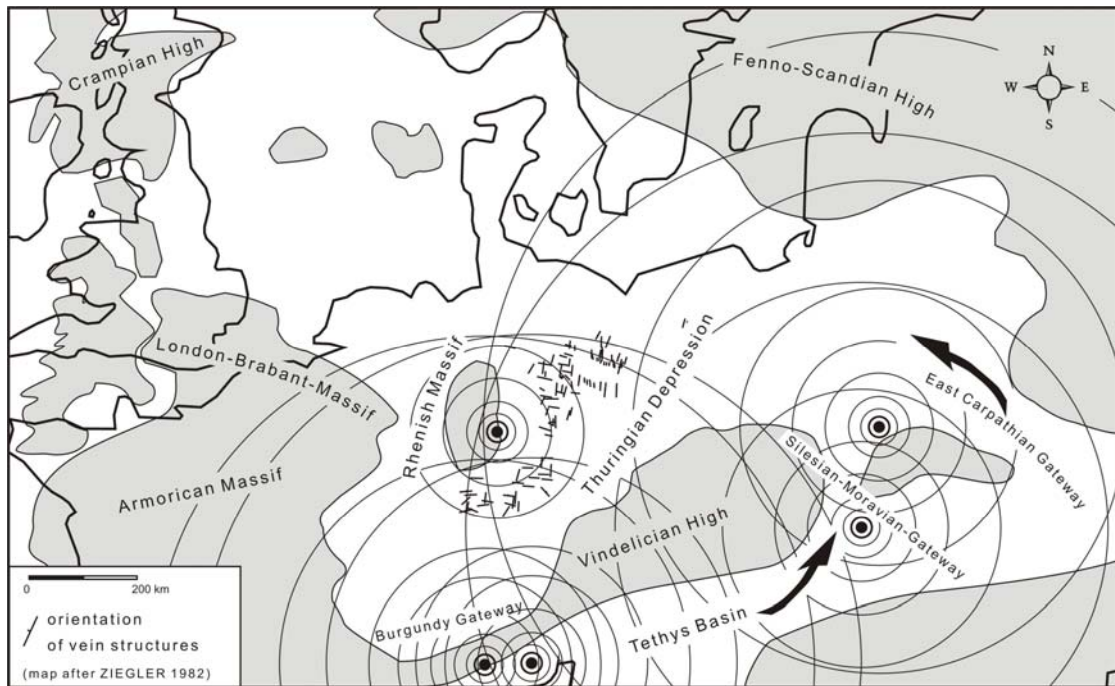 Crampian High
Fenno-Scandian High
N
W E
S
London-Brabant-Massif
Rhenish Massif
Thuringian Depression
r
East Carpathian Gateway
Silesian-Moravian-Gateway
Armorican Massif
Vindelician High
Burgundy Gateway
Tethys Basin
0 200 km
orientation
of vein structures
(map after ZIEGLER 1982)